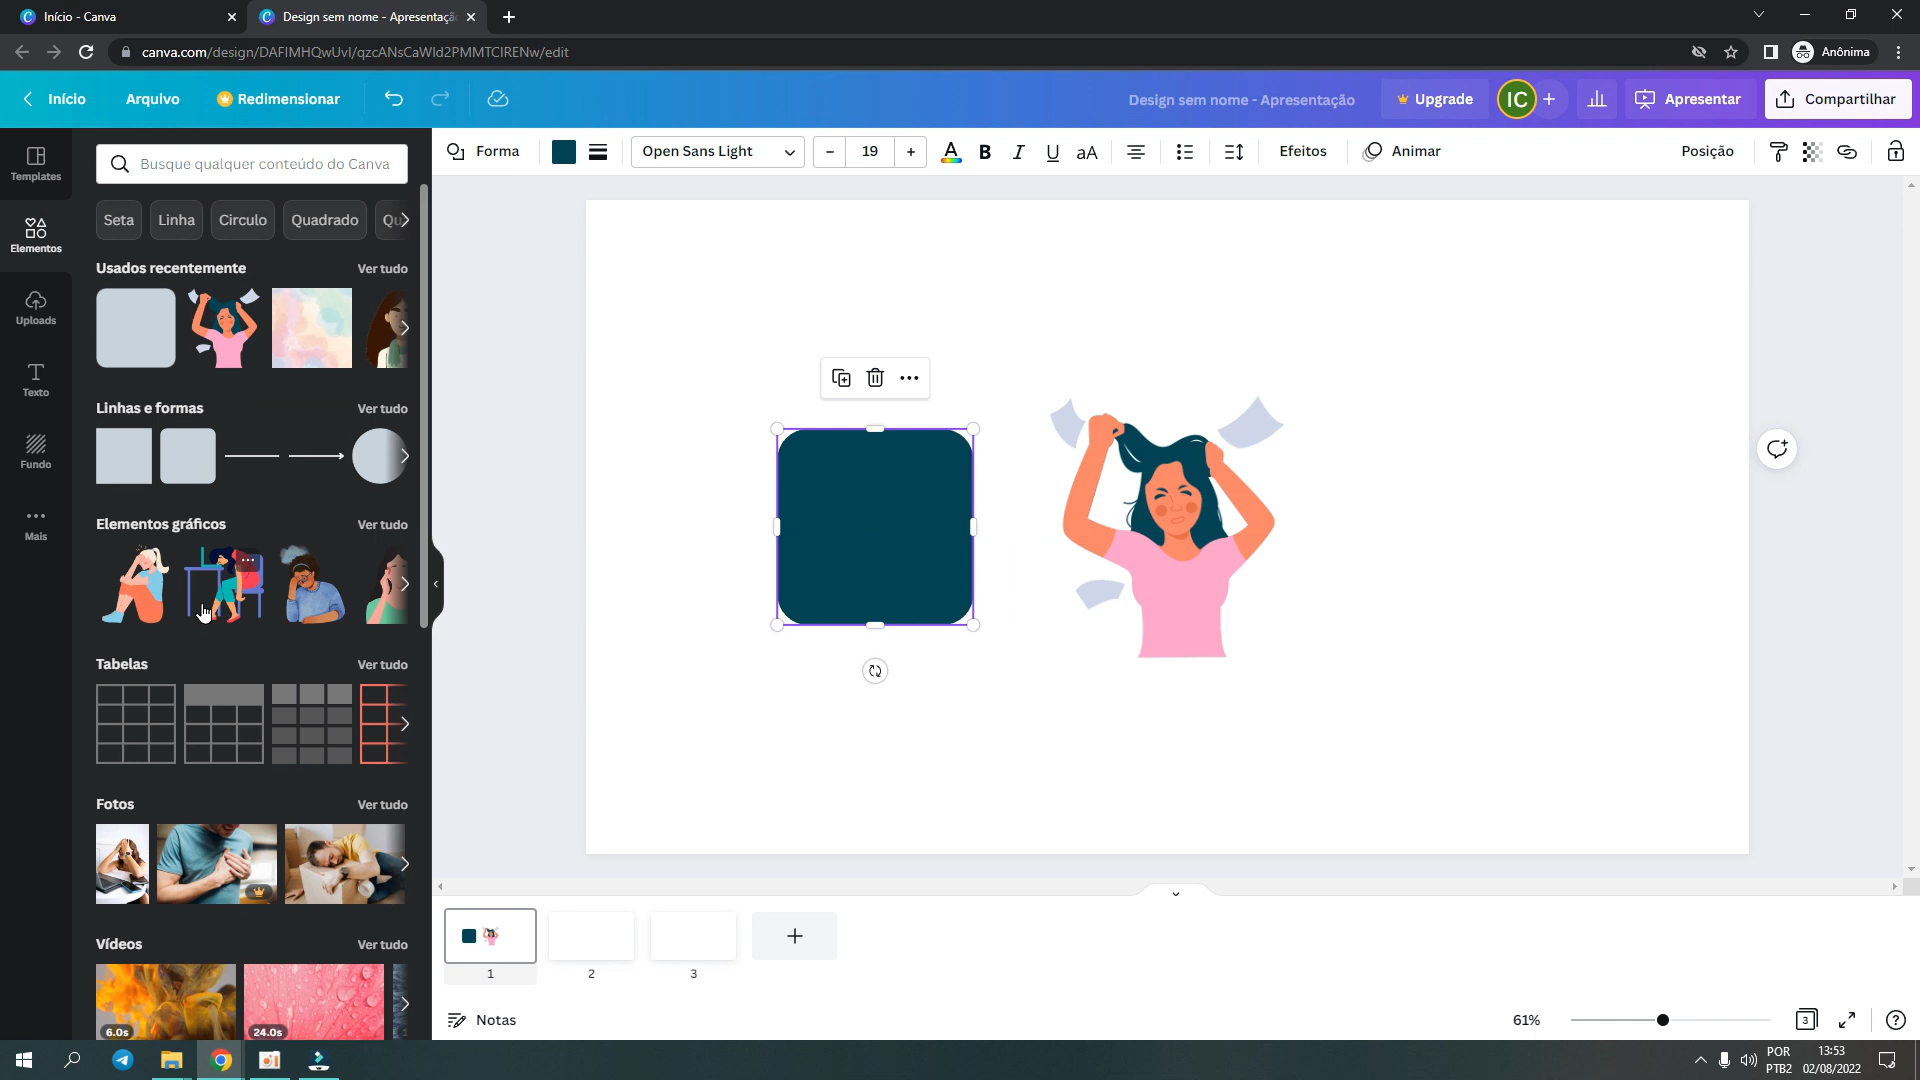 Início - Canva
Design sem nome - Apresentaçã
canva.com/design/DAFIMHQwUvI/qzcANsCaWld2PMMTCIRENw/edit
Anônima
Início
Arquivo
Redimensionar
Design sem nome - Apresentação
Upgrade
IC
Apresentar
Compartilhar
Templates
Elementos
Uploads
Texto
Fundo
Mais
Busque qualquer conteúdo do Canva
Seta
Linha
Circulo
Quadrado
Qu
Usados recentemente
Ver tudo
Linhas e formas
Ver tudo
Elementos gráficos
Ver tudo
Tabelas
Ver tudo
Fotos
Ver tudo
Vídeos
Ver tudo
6.0s
24.0s
Forma
Open Sans Light
- 19 +
A B I U aA
Efeitos
Animar
Posição
1
2
3
Notas
61%
3
POR
PTB2
13:53
02/08/2022